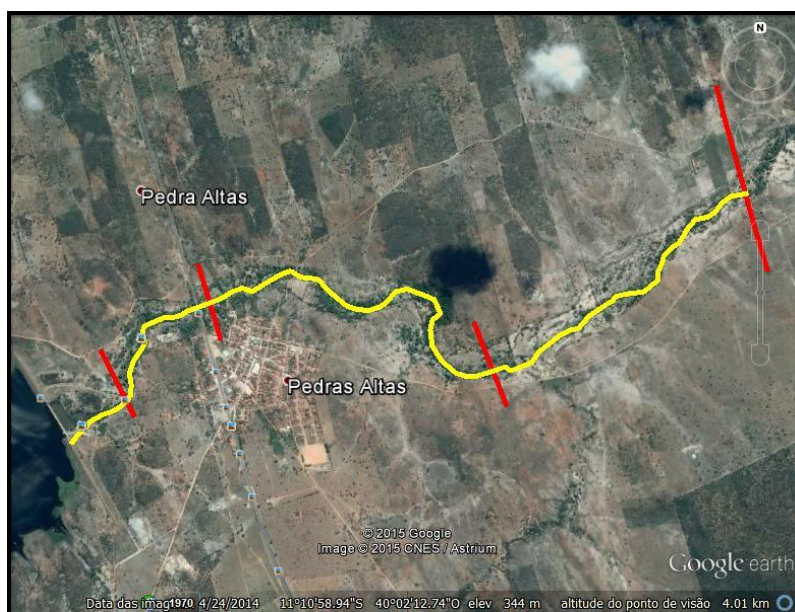 N
Pedra Altas
Pedras Altas
© 2015 Google
Image © 2015 CNES / Astrium
Google earth
Data das imag 1970 4/24/2014 11°10'58.94"S 40°02'12.74"O elev 344 m altitude do ponto de visão 4.01 km